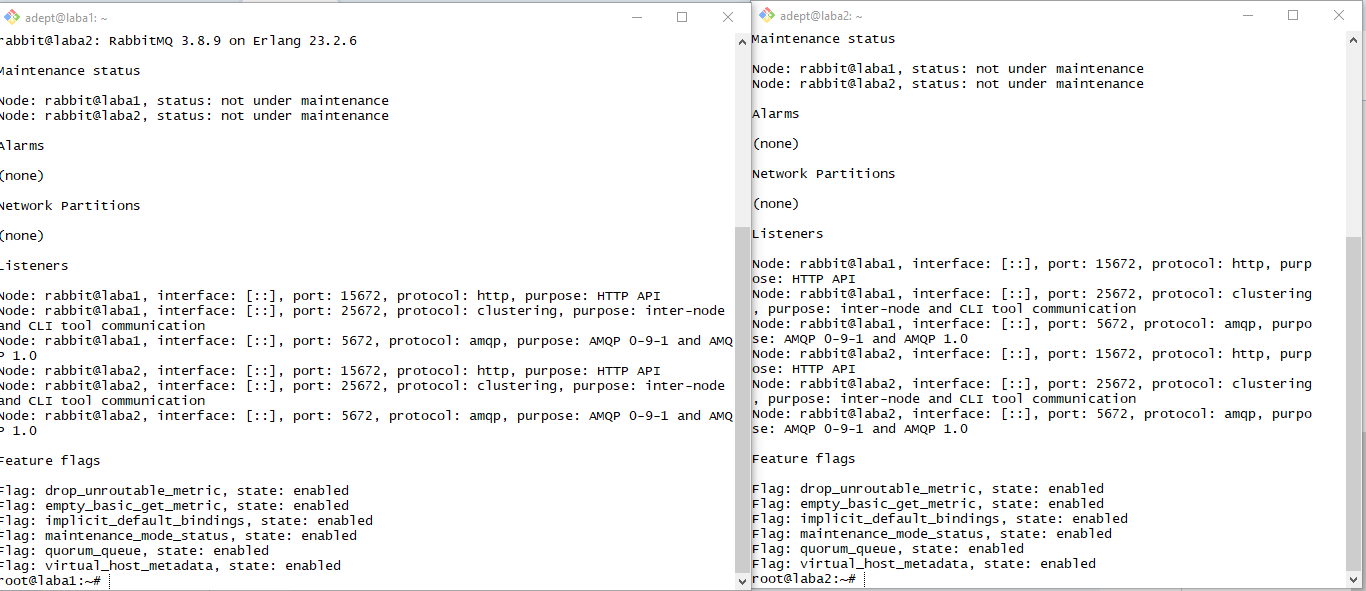 adept@laba1: ~
rabbit@laba2: RabbitMQ 3.8.9 on Erlang 23.2.6
Maintenance status
Node: rabbit@laba1, status: not under maintenance
Node: rabbit@laba2, status: not under maintenance
Alarms
(none)
Network Partitions
(none)
Listeners
Node: rabbit@laba1, interface: [::], port: 15672, protocol: http, purpose: HTTP API
Node: rabbit@laba1, interface: [::], port: 25672, protocol: clustering, purpose: inter-node
and CLI tool communication
Node: rabbit@laba1, interface: [::], port: 5672, protocol: amqp, purpose: AMQP 0-9-1 and AMQ
P 1.0
Node: rabbit@laba2, interface: [::], port: 15672, protocol: http, purpose: HTTP API
Node: rabbit@laba2, interface: [::], port: 25672, protocol: clustering, purpose: inter-node
and CLI tool communication
Node: rabbit@laba2, interface: [::], port: 5672, protocol: amqp, purpose: AMQP 0-9-1 and AMQ
P 1.0
Feature flags
Flag: drop_unroutable_metric, state: enabled
Flag: empty_basic_get_metric, state: enabled
Flag: implicit_default_bindings, state: enabled
Flag: maintenance_mode_status, state: enabled
Flag: quorum_queue, state: enabled
Flag: virtual_host_metadata, state: enabled
root@laba1:~#
adept@laba2: ~
Maintenance status
Node: rabbit@laba1, status: not under maintenance
Node: rabbit@laba2, status: not under maintenance
Alarms
(none)
Network Partitions
(none)
Listeners
Node: rabbit@laba1, interface: [::], port: 15672, protocol: http, purp
ose: HTTP API
Node: rabbit@laba1, interface: [::], port: 25672, protocol: clustering
, purpose: inter-node and CLI tool communication
Node: rabbit@laba1, interface: [::], port: 5672, protocol: amqp, purpo
se: AMQP 0-9-1 and AMQP 1.0
Node: rabbit@laba2, interface: [::], port: 15672, protocol: http, purp
ose: HTTP API
Node: rabbit@laba2, interface: [::], port: 25672, protocol: clustering
, purpose: inter-node and CLI tool communication
Node: rabbit@laba2, interface: [::], port: 5672, protocol: amqp, purpo
se: AMQP 0-9-1 and AMQP 1.0
Feature flags
Flag: drop_unroutable_metric, state: enabled
Flag: empty_basic_get_metric, state: enabled
Flag: implicit_default_bindings, state: enabled
Flag: maintenance_mode_status, state: enabled
Flag: quorum_queue, state: enabled
Flag: virtual_host_metadata, state: enabled
root@laba2:~#